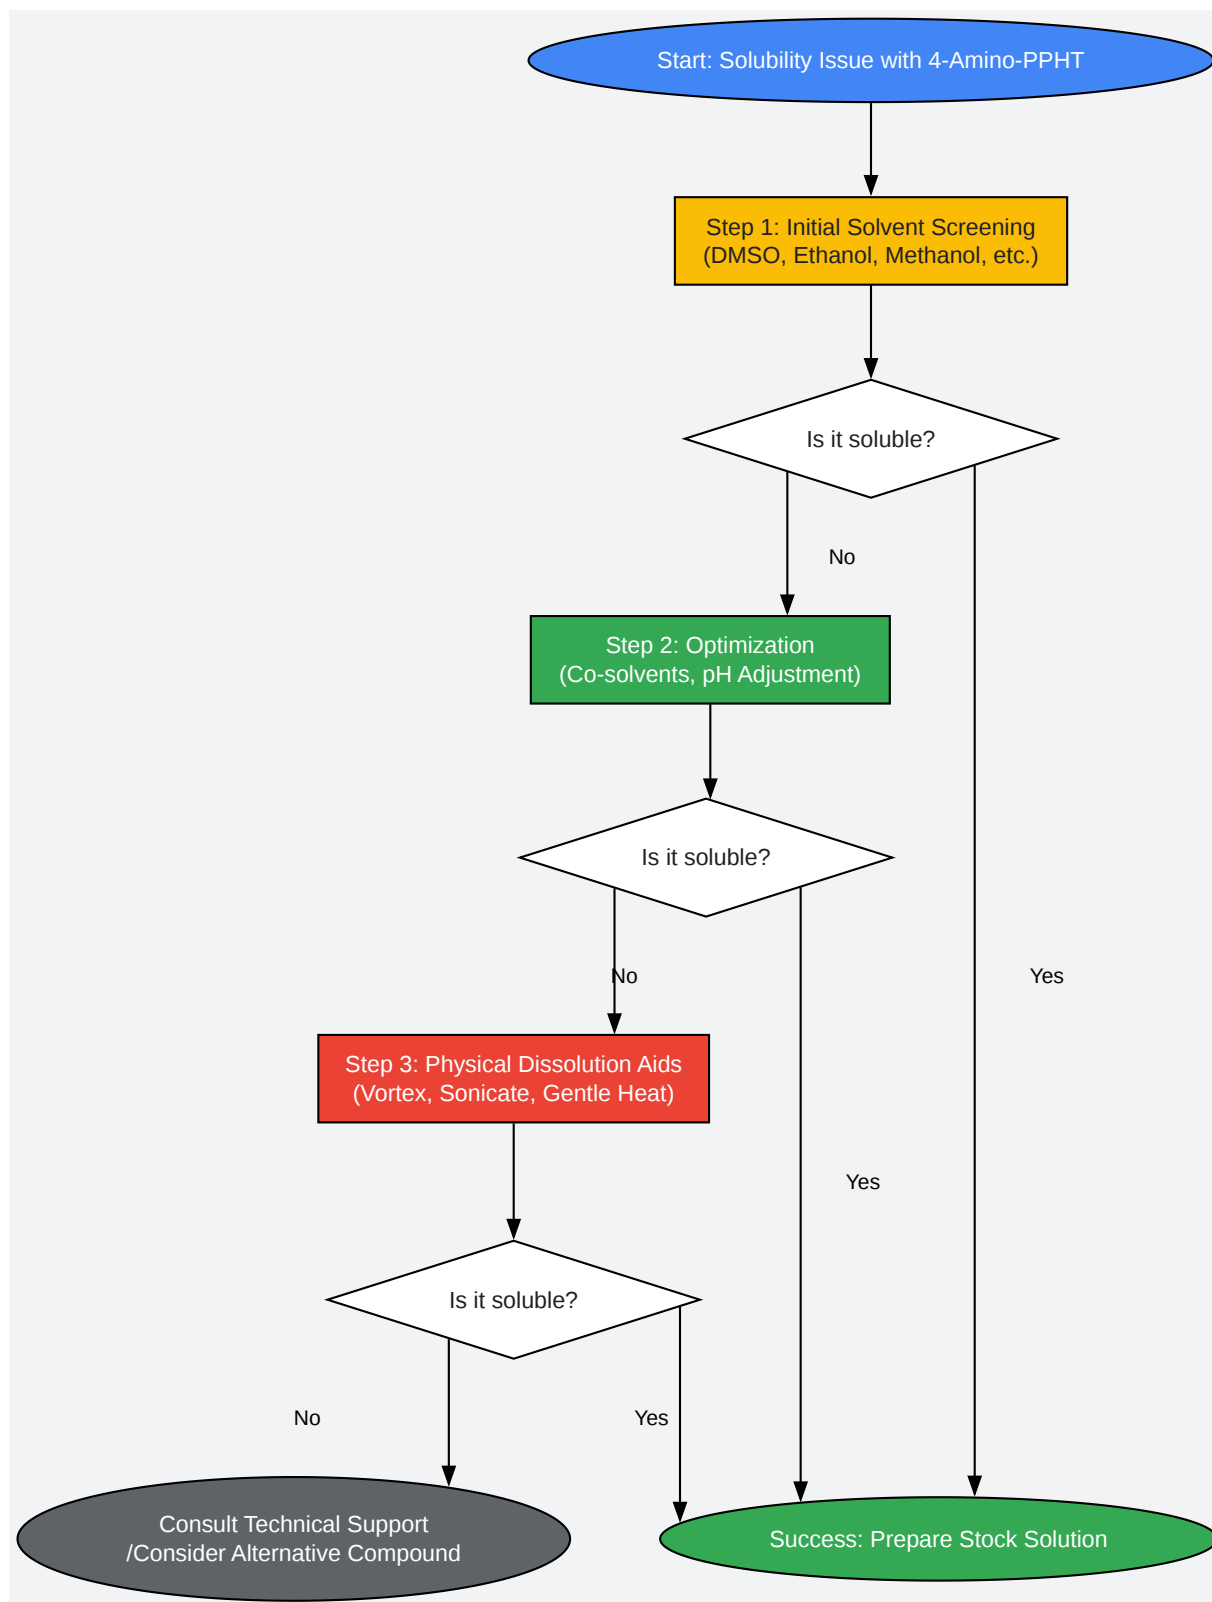 Start: Solubility Issue with 4-Amino-PPHT
Step 1: Initial Solvent Screening
(DMSO, Ethanol, Methanol, etc.)
Is it soluble?
No
Step 2: Optimization
(Co-solvents, pH Adjustment)
Is it soluble?
No
Yes
Step 3: Physical Dissolution Aids
(Vortex, Sonicate, Gentle Heat)
Yes
Is it soluble?
No
Yes
Consult Technical Support
/Consider Alternative Compound
Success: Prepare Stock Solution